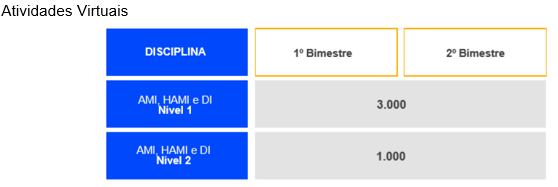 Atividades Virtuais
DISCIPLINA
1º Bimestre
2º Bimestre
AMI, HAMI e DI
Nível 1
3.000
AMI, HAMI e DI
Nível 2
1.000